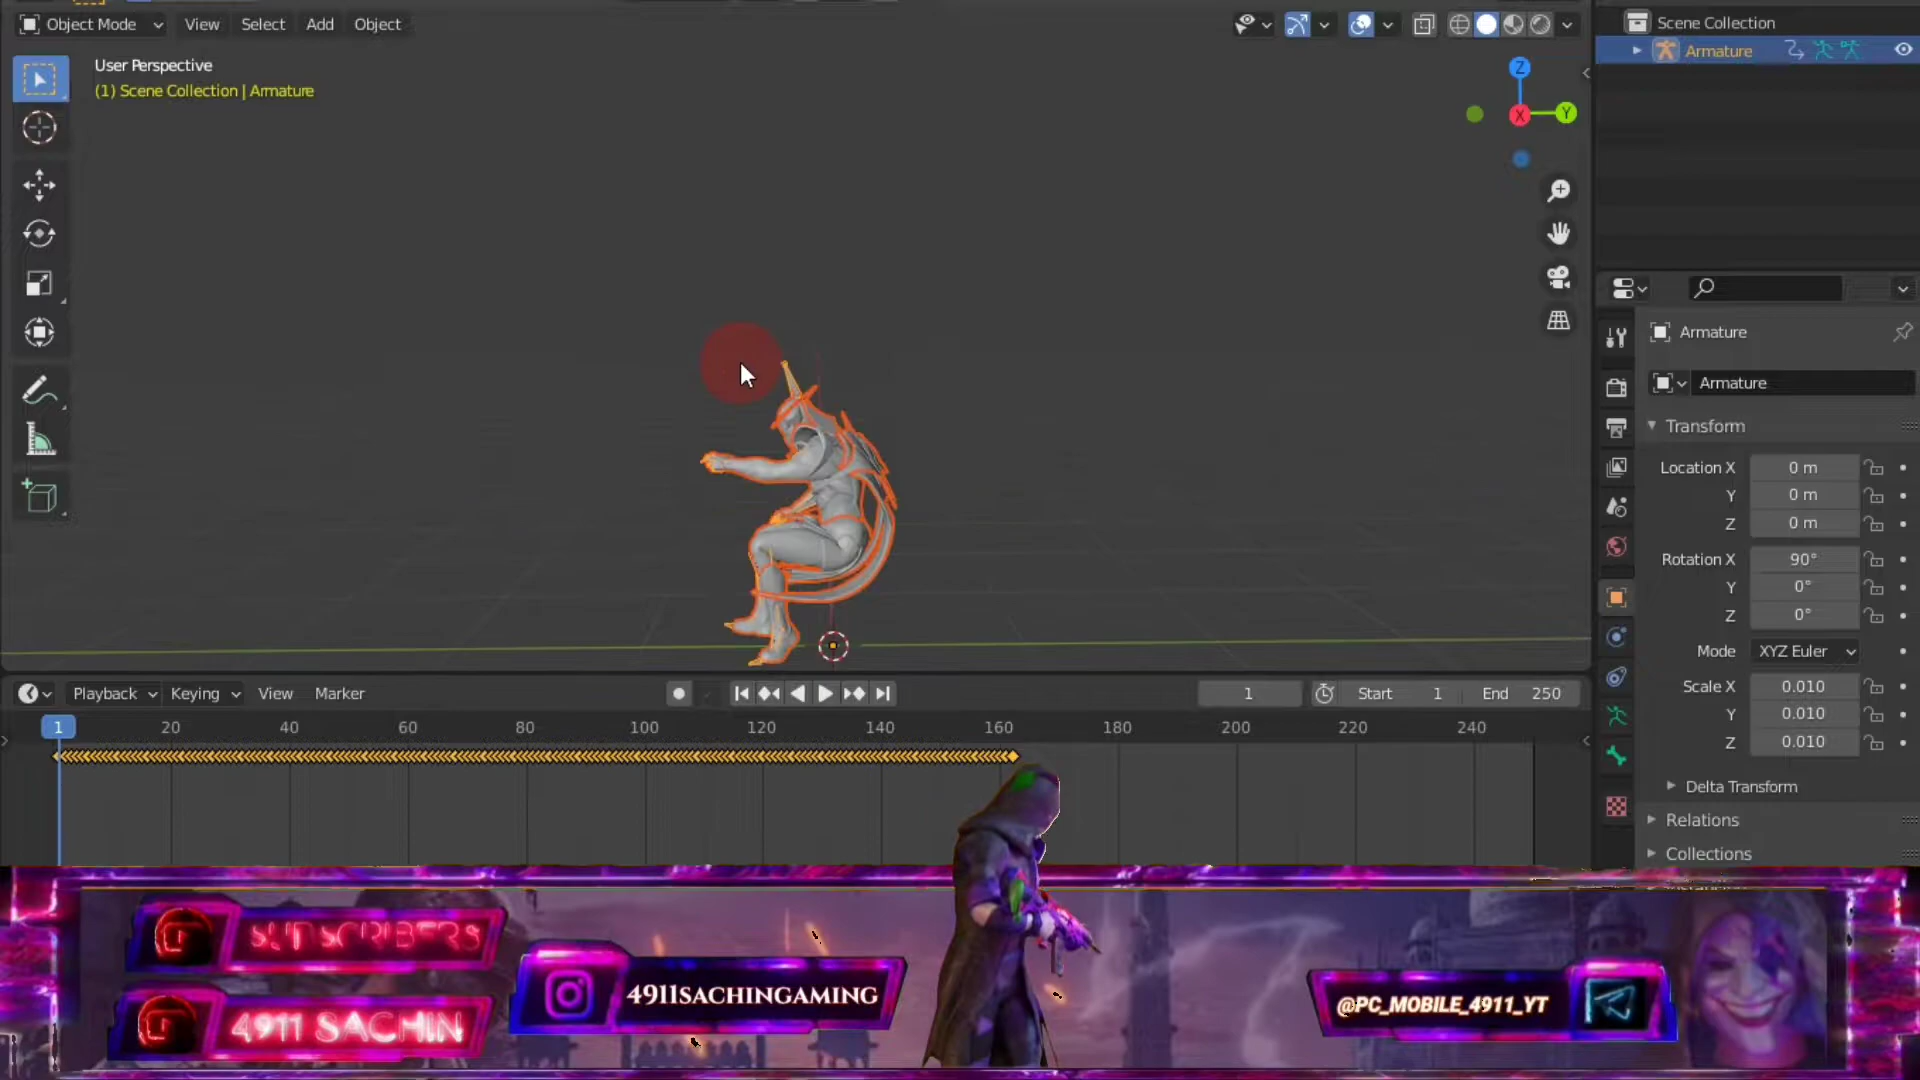 Object Mode View Select Add Object
Scene Collection
Armature
User Perspective
(1) Scene Collection | Armature
Z
X
Y
Armature
Armature
Transform
Location X 0 m
Y 0 m
Z 0 m
Rotation X 90°
Y 0°
Z 0°
Mode XYZ Euler
Scale X 0.010
Y 0.010
Z 0.010
Delta Transform
Relations
Collections
Playback Keying View Marker 1 Start 1 End 250
1 20 40 60 80 100 120 140 160 180 200 220 240
SUBSCRIBERS
4911 SACHIN
4911SACHINGAMING
@PC_MOBILE_4911_YT